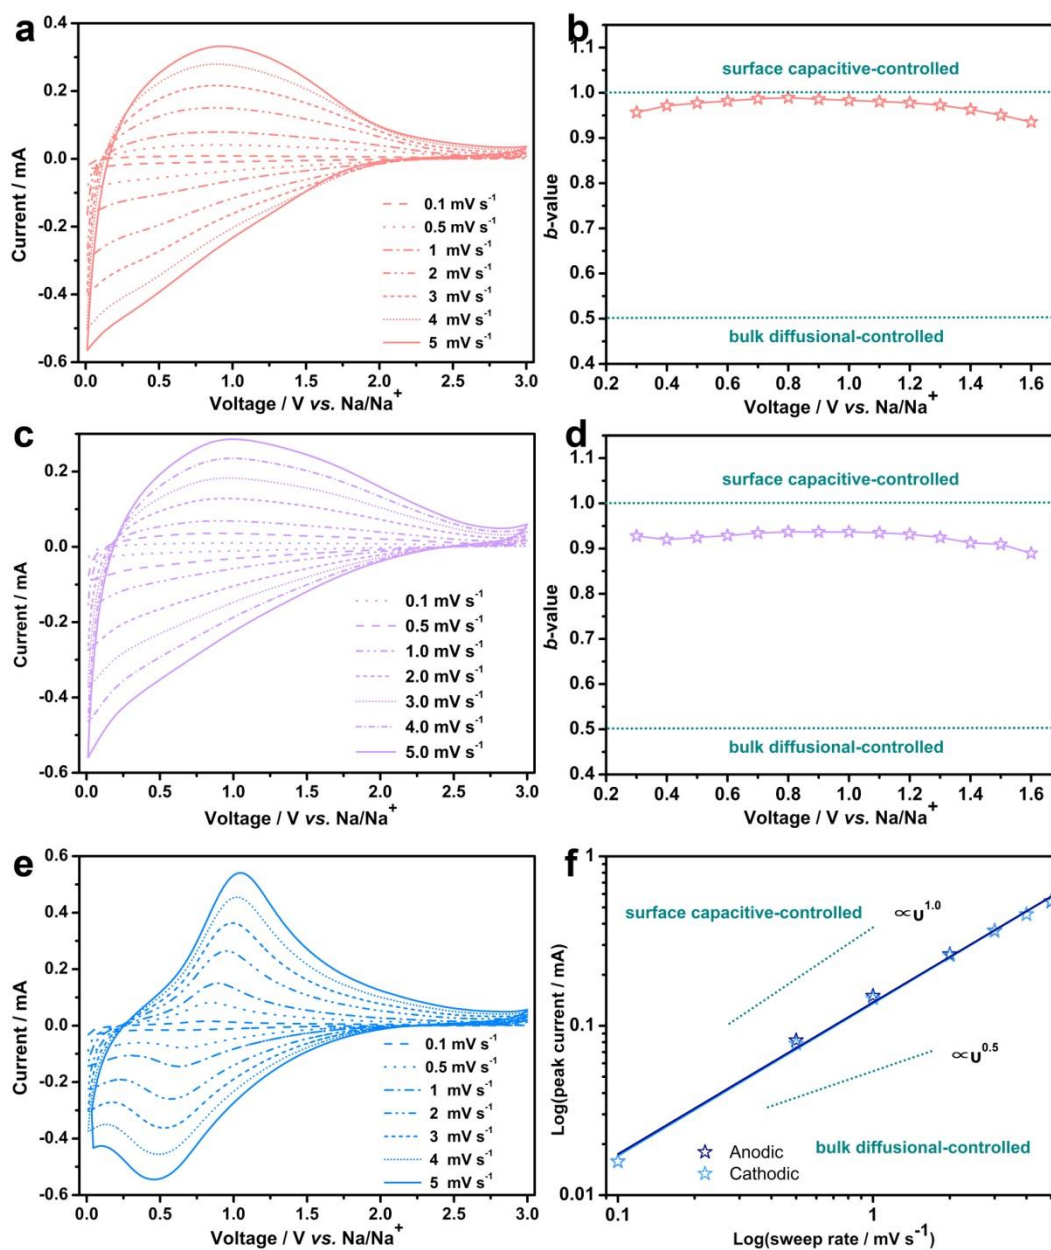 a
0.4
0.2
0.0
-0.2
-0.4
-0.6
Current / mA
0.1 mV s⁻¹
0.5 mV s⁻¹
1 mV s⁻¹
2 mV s⁻¹
3 mV s⁻¹
4 mV s⁻¹
5 mV s⁻¹
0.0 0.5 1.0 1.5 2.0 2.5 3.0
Voltage / V vs. Na/Na⁺
b
1.1
1.0
0.9
0.8
0.7
0.6
0.5
0.4
b-value
surface capacitive-controlled
bulk diffusional-controlled
0.2 0.4 0.6 0.8 1.0 1.2 1.4 1.6
Voltage / V vs. Na/Na⁺
c
0.2
0.0
-0.2
-0.4
-0.6
Current / mA
0.1 mV s⁻¹
0.5 mV s⁻¹
1.0 mV s⁻¹
2.0 mV s⁻¹
3.0 mV s⁻¹
4.0 mV s⁻¹
5.0 mV s⁻¹
0.0 0.5 1.0 1.5 2.0 2.5 3.0
Voltage / V vs. Na/Na⁺
d
1.1
1.0
0.9
0.8
0.7
0.6
0.5
0.4
b-value
surface capacitive-controlled
bulk diffusional-controlled
0.2 0.4 0.6 0.8 1.0 1.2 1.4 1.6
Voltage / V vs. Na/Na⁺
e
0.6
0.4
0.2
0.0
-0.2
-0.4
-0.6
Current / mA
0.1 mV s⁻¹
0.5 mV s⁻¹
1 mV s⁻¹
2 mV s⁻¹
3 mV s⁻¹
4 mV s⁻¹
5 mV s⁻¹
0.0 0.5 1.0 1.5 2.0 2.5 3.0
Voltage / V vs. Na/Na⁺
f
1
0.1
0.01
Log(peak current / mA)
surface capacitive-controlled
∝υ¹·⁰
∝υ⁰·⁵
bulk diffusional-controlled
Anodic
Cathodic
0.1 1
Log(sweep rate / mV s⁻¹)